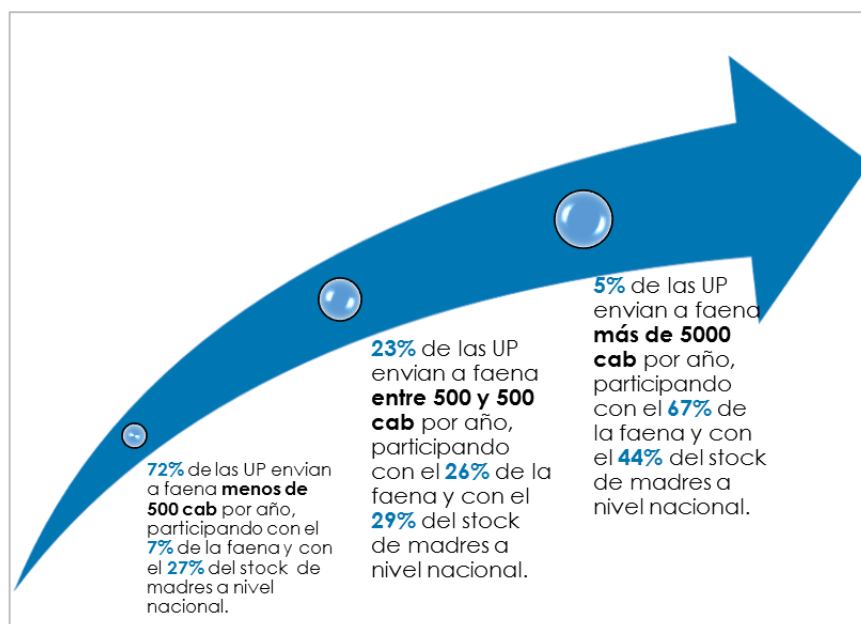 72% de las UP envian
a faena menos de
500 cab por año,
participando con el
7% de la faena y con
el 27% del stock de
madres a nivel
nacional.
23% de las UP
envian a faena
entre 500 y 500
cab por año,
participando
con el 26% de la
faena y con el
29% del stock
de madres a
nivel nacional.
5% de las UP
envian a faena
más de 5000
cab por año,
participando
con el 67% de
la faena y con
el 44% del stock
de madres a
nivel nacional.